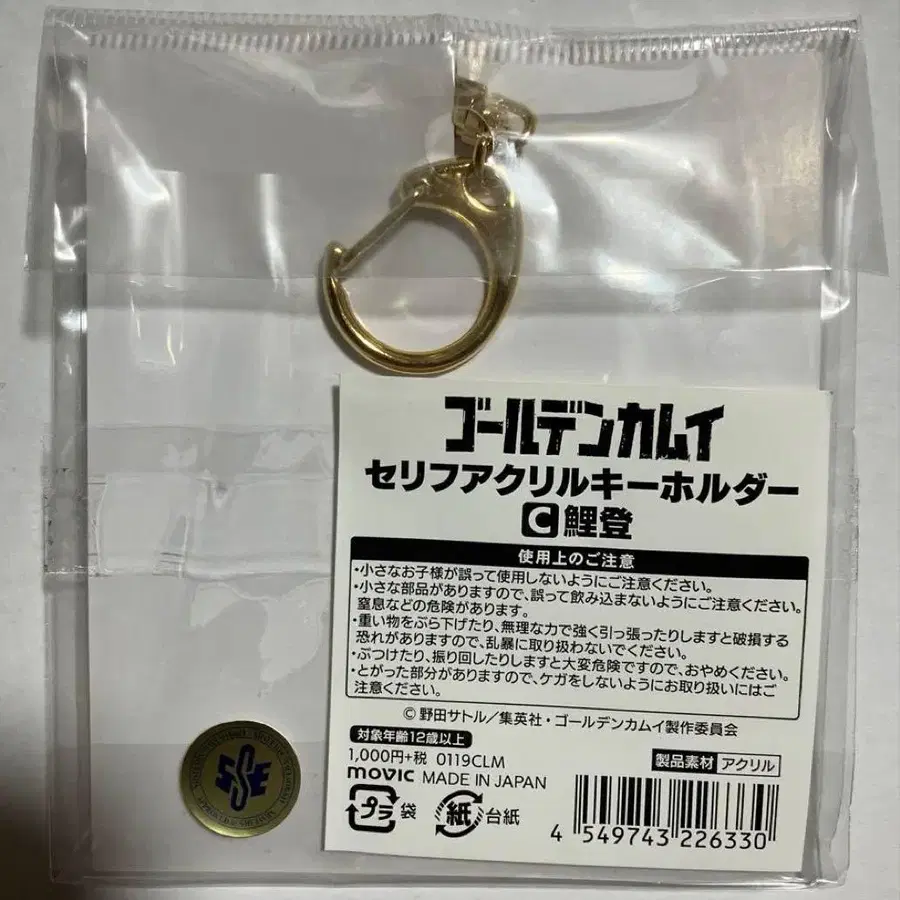 ゴールデンカムイ
セリフアクリルキーホルダー
C 鯉登
使用上のご注意
・小さなお子様が誤って使用しないようにご注意ください。
・小さな部品がありますので、誤って飲み込まないようにご注意ください。
窒息などの危険があります。
・重い物をぶら下げたり、無理な力で強く引っ張ったりしますと破損する
恐れがありますので、乱暴に取り扱わないでください。
・ぶつけたり、振り回したりしますと大変危険ですので、おやめください。
・とがった部分がありますので、ケガをしないようにお取り扱いにはご
注意ください。
© 野田サトル／集英社・ゴールデンカムイ製作委員会
対象年齢12歳以上
1,000円+税 0119CLM
製品素材 アクリル
movic MADE IN JAPAN
プラ 袋 紙 台紙
4 549743 226330